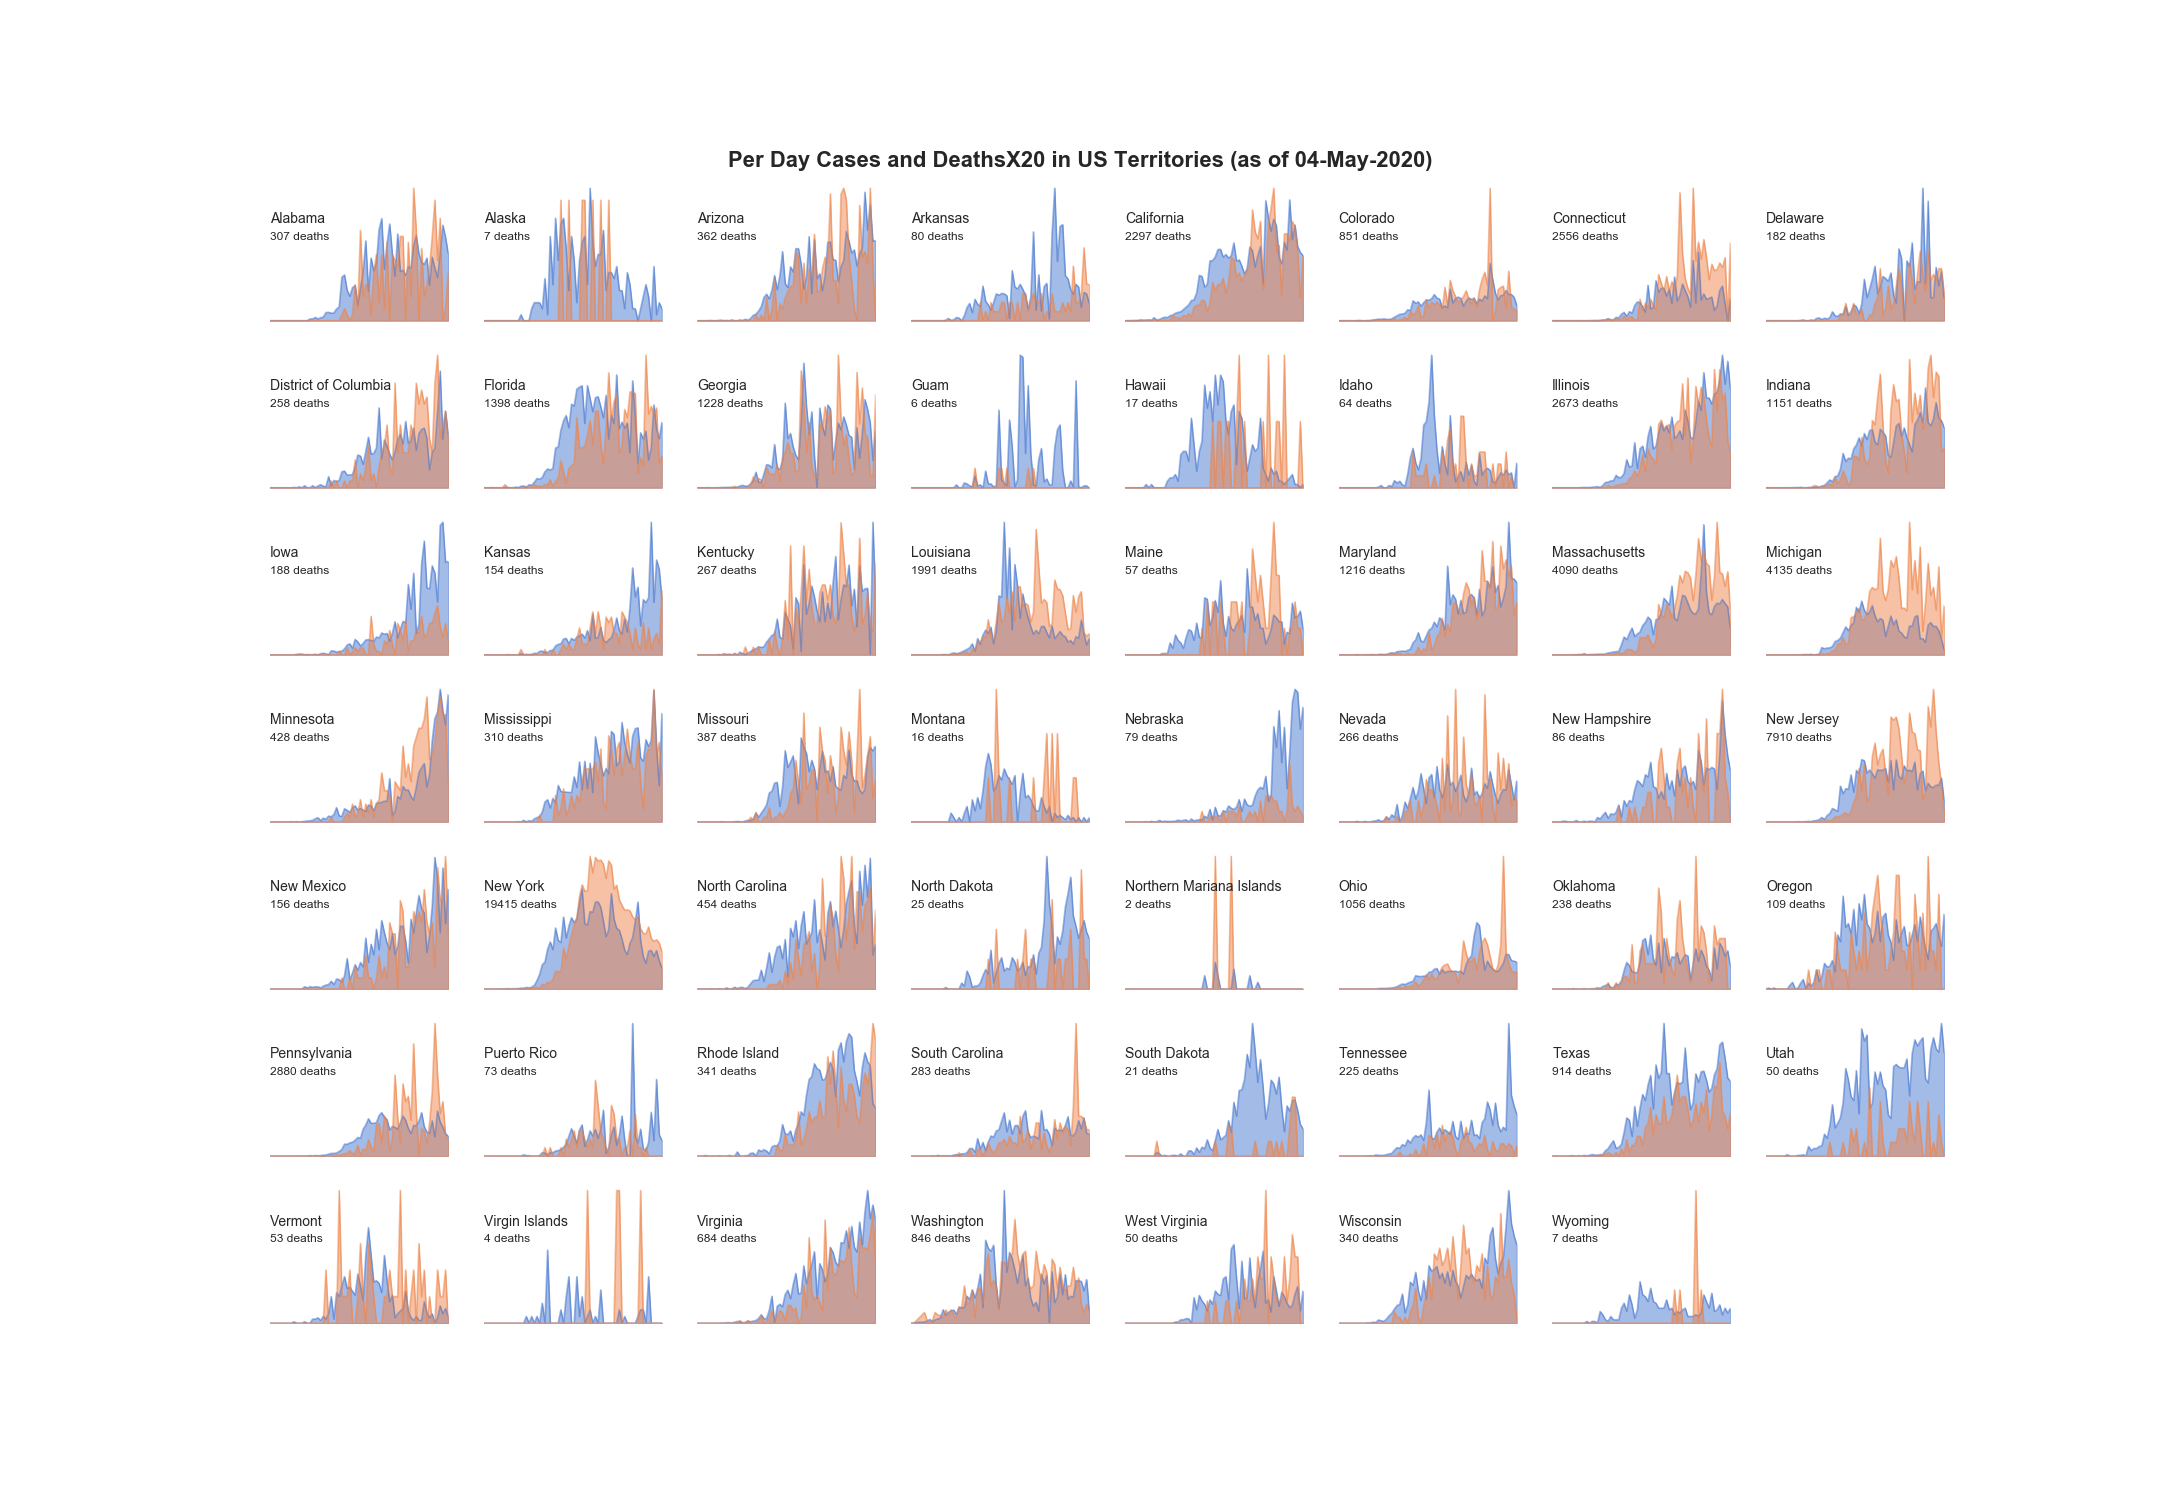 Per Day Cases and DeathsX20 in US Territories (as of 04-May-2020)
Alabama
307 deaths
Alaska
7 deaths
Arizona
362 deaths
Arkansas
80 deaths
California
2297 deaths
Colorado
851 deaths
Connecticut
2556 deaths
Delaware
182 deaths
District of Columbia
258 deaths
Florida
1398 deaths
Georgia
1228 deaths
Guam
6 deaths
Hawaii
17 deaths
Idaho
64 deaths
Illinois
2673 deaths
Indiana
1151 deaths
Iowa
188 deaths
Kansas
154 deaths
Kentucky
267 deaths
Louisiana
1991 deaths
Maine
57 deaths
Maryland
1216 deaths
Massachusetts
4090 deaths
Michigan
4135 deaths
Minnesota
428 deaths
Mississippi
310 deaths
Missouri
387 deaths
Montana
16 deaths
Nebraska
79 deaths
Nevada
266 deaths
New Hampshire
86 deaths
New Jersey
7910 deaths
New Mexico
156 deaths
New York
19415 deaths
North Carolina
454 deaths
North Dakota
25 deaths
Northern Mariana Islands
2 deaths
Ohio
1056 deaths
Oklahoma
238 deaths
Oregon
109 deaths
Pennsylvania
2880 deaths
Puerto Rico
73 deaths
Rhode Island
341 deaths
South Carolina
283 deaths
South Dakota
21 deaths
Tennessee
225 deaths
Texas
914 deaths
Utah
50 deaths
Vermont
53 deaths
Virgin Islands
4 deaths
Virginia
684 deaths
Washington
846 deaths
West Virginia
50 deaths
Wisconsin
340 deaths
Wyoming
7 deaths